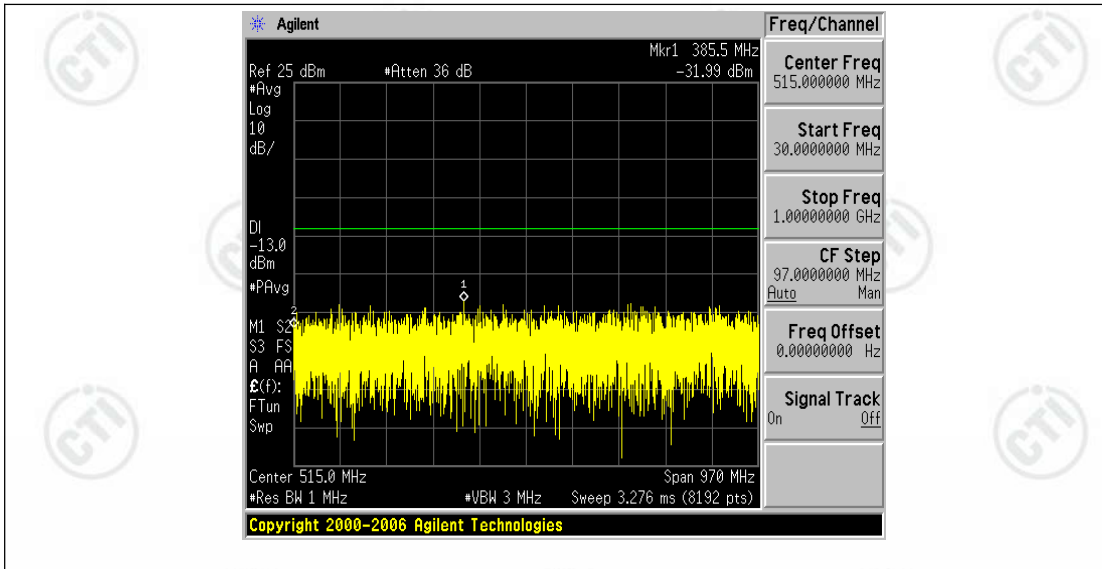 Agilent
Freq/Channel
Mkr1 385.5 MHz
Ref 25 dBm #Atten 36 dB -31.99 dBm
#Avg
Log
10
dB/
DI
-13.0
dBm
#PAvg
1
2
M1 S2
S3 FS
A AA
£(f):
FTun
Swp
Center 515.0 MHz Span 970 MHz
#Res BW 1 MHz #VBW 3 MHz Sweep 3.276 ms (8192 pts)
Copyright 2000-2006 Agilent Technologies
Center Freq
515.000000 MHz
Start Freq
30.0000000 MHz
Stop Freq
1.00000000 GHz
CF Step
97.0000000 MHz
Auto Man
Freq Offset
0.00000000 Hz
Signal Track
On Off
CTI
CTI
CTI
CTI